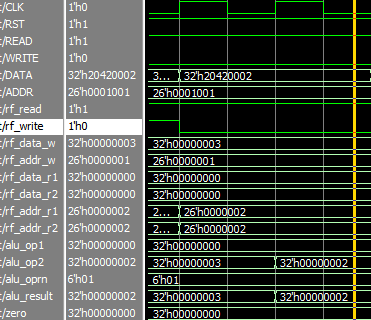 t/CLK 1'h0
t/RST 1'h1
t/READ 1'h1
t/WRITE 1'h0
t/DATA 32'h20420002 3... 32'h20420002
t/ADDR 26'h0001001 26'h0001001
t/rf_read 1'h1
t/rf_write 1'h0
t/rf_data_w 32'h00000003 32'h00000003
t/rf_addr_w 26'h0000001 26'h0000001
t/rf_data_r1 32'h00000000 32'h00000000
t/rf_data_r2 32'h00000000 32'h00000000
t/rf_addr_r1 26'h0000002 2... 26'h0000002
t/rf_addr_r2 26'h0000002 2... 26'h0000002
t/alu_op1 32'h00000000 32'h00000000
t/alu_op2 32'h00000002 32'h00000003 32'h00000002
t/alu_oprn 6'h01 6'h01
t/alu_result 32'h00000002 32'h00000003 32'h00000002
t/zero 32'h00000000 32'h00000000